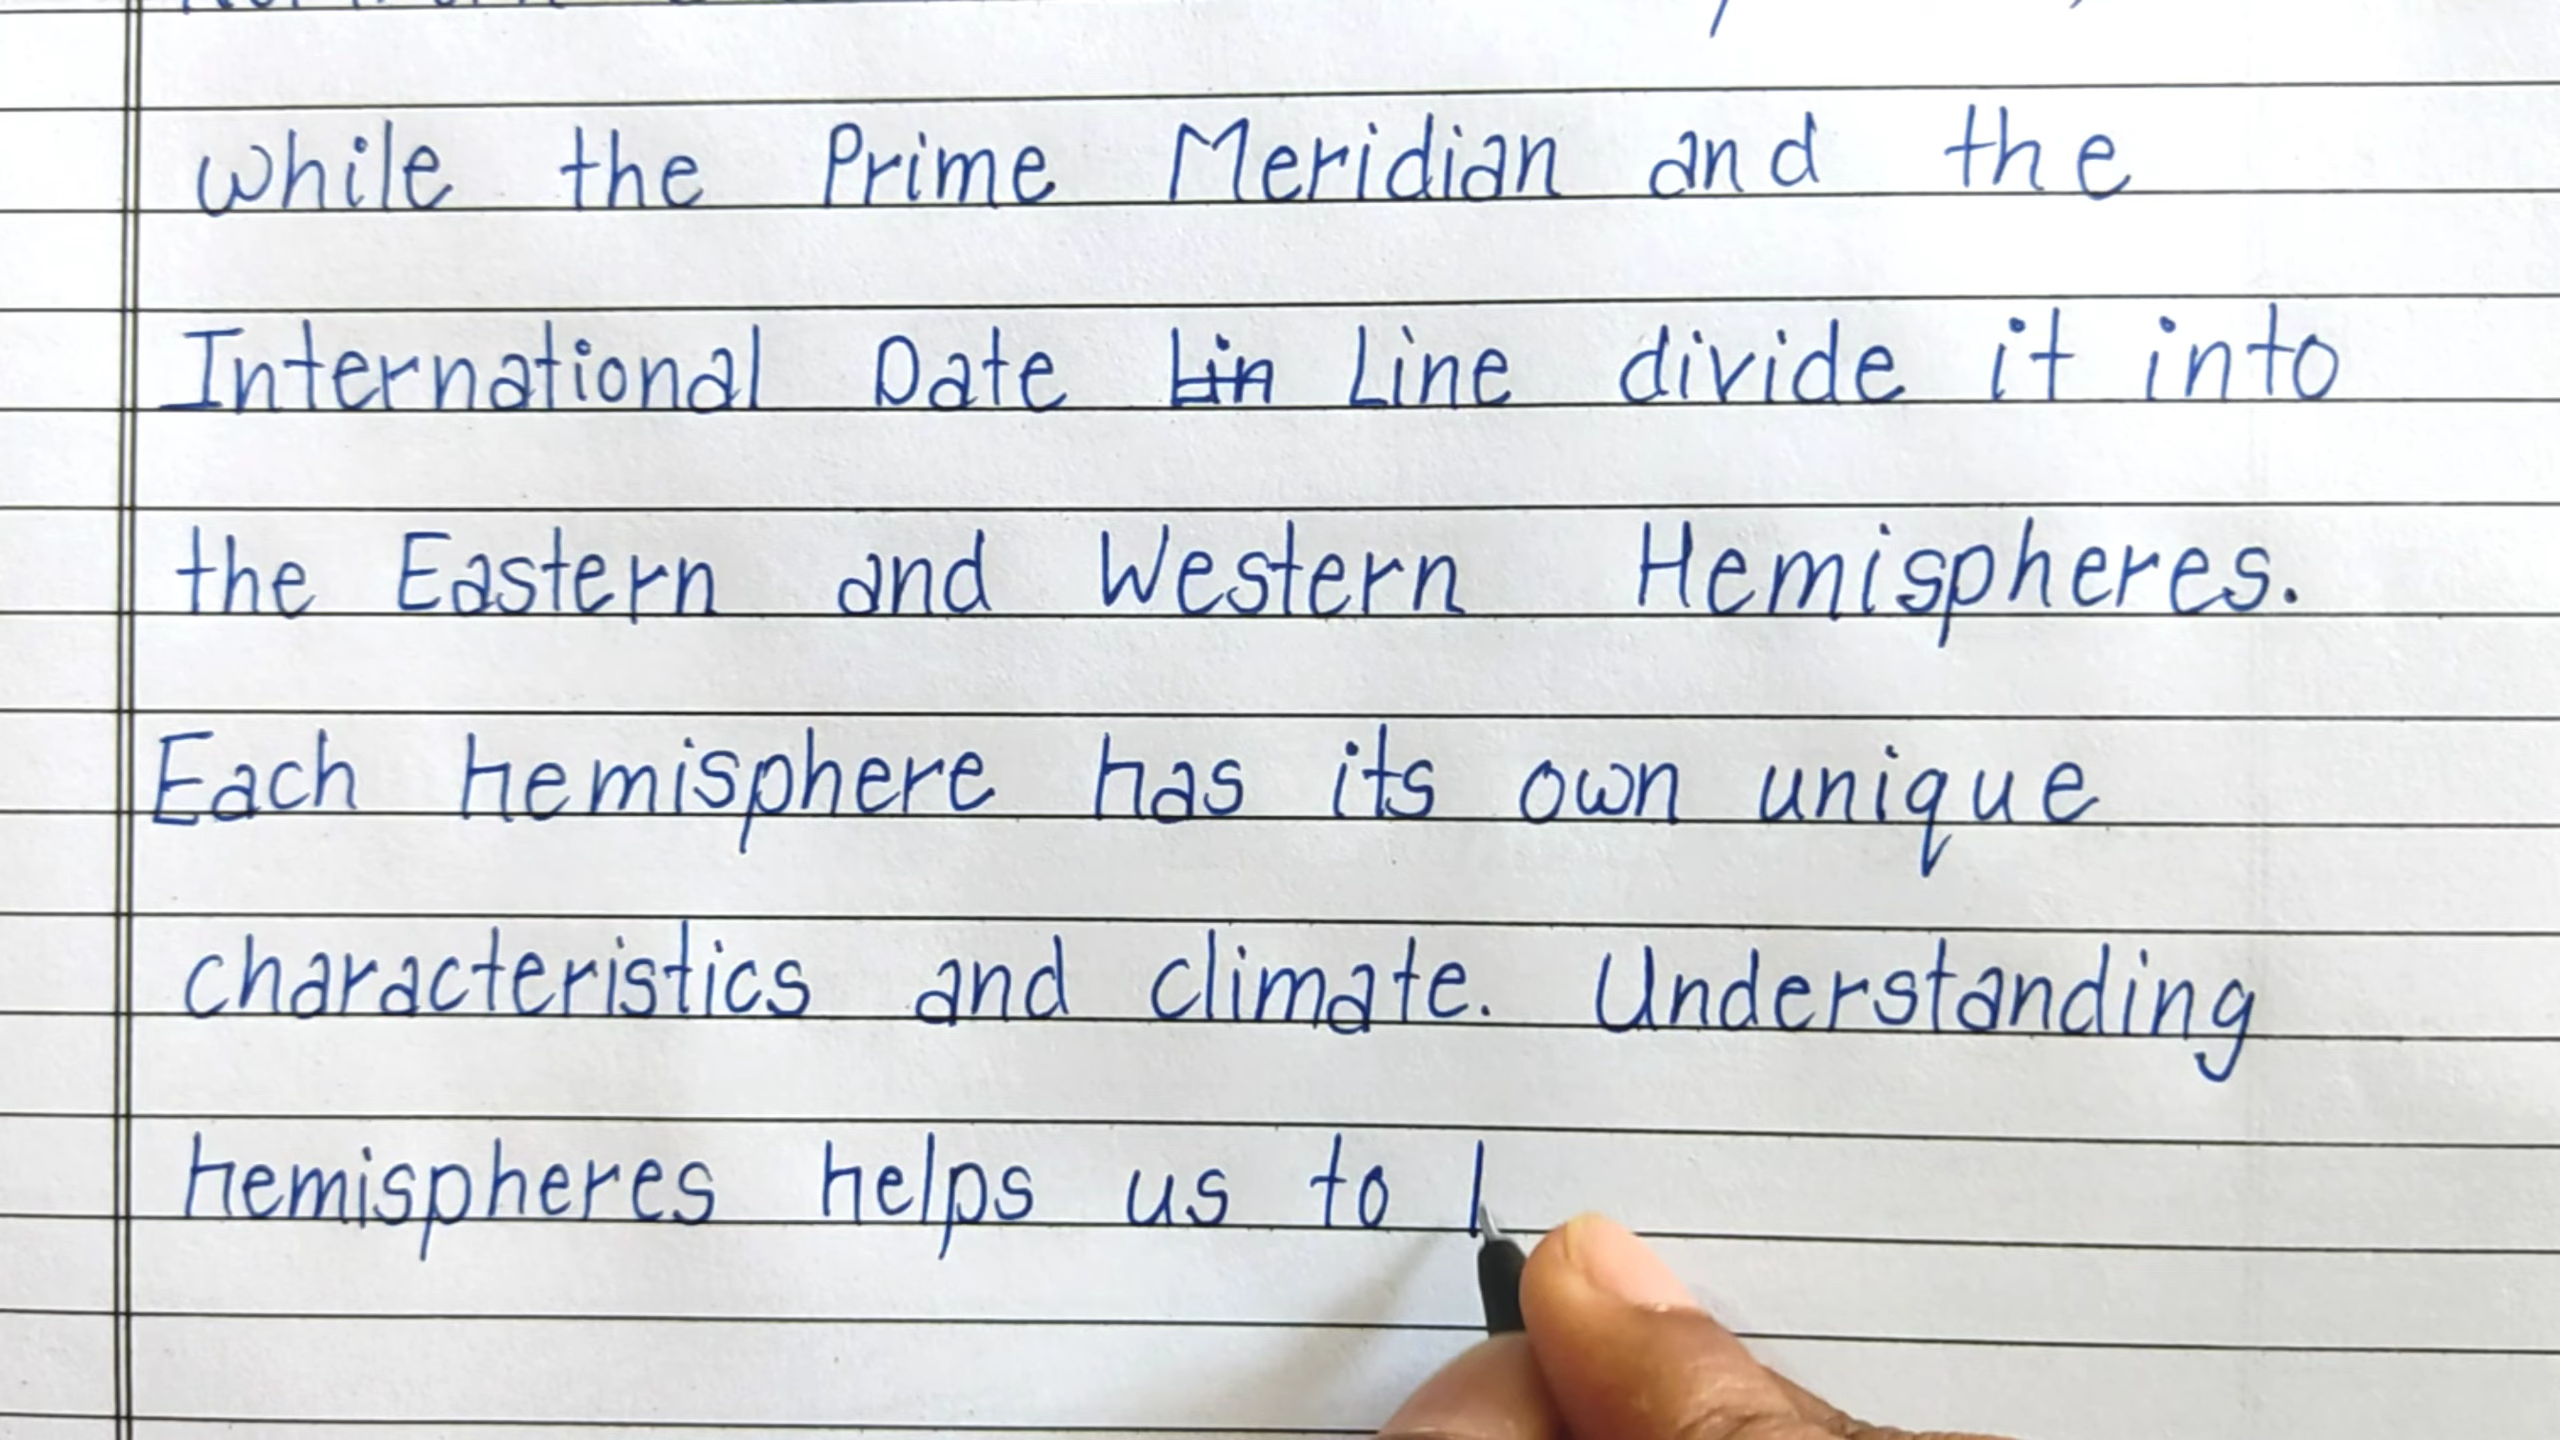 while the Prime Meridian and the
International Date Lin Line divide it into
the Eastern and Western Hemispheres.
Each hemisphere has its own unique
characteristics and climate. Understanding
hemispheres helps us to